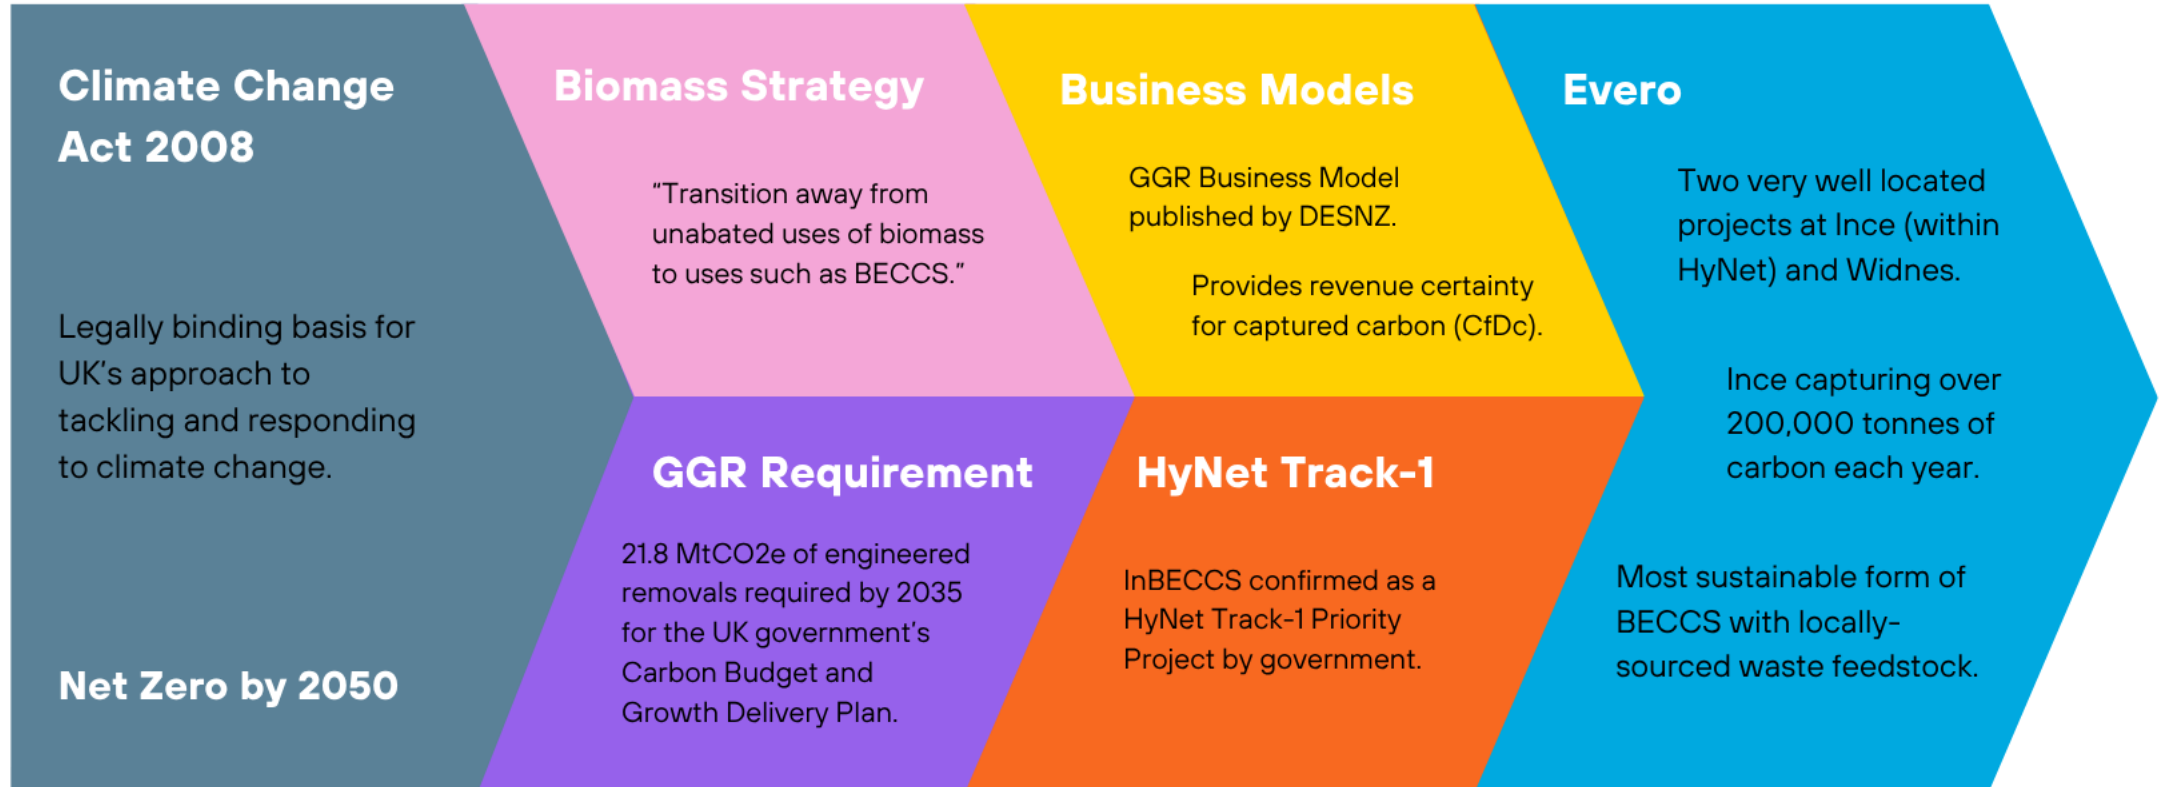 Climate Change
Act 2008
Legally binding basis for
UK's approach to
tackling and responding
to climate change.
Net Zero by 2050
Biomass Strategy
"Transition away from
unabated uses of biomass
to uses such as BECCS."
GGR Requirement
21.8 MtCO2e of engineered
removals required by 2035
for the UK government's
Carbon Budget and
Growth Delivery Plan.
Business Models
GGR Business Model
published by DESNZ.
Provides revenue certainty
for captured carbon (CfDc).
HyNet Track-1
InBECCS confirmed as a
HyNet Track-1 Priority
Project by government.
Evero
Two very well located
projects at Ince (within
HyNet) and Widnes.
Ince capturing over
200,000 tonnes of
carbon each year.
Most sustainable form of
BECCS with locally-
sourced waste feedstock.